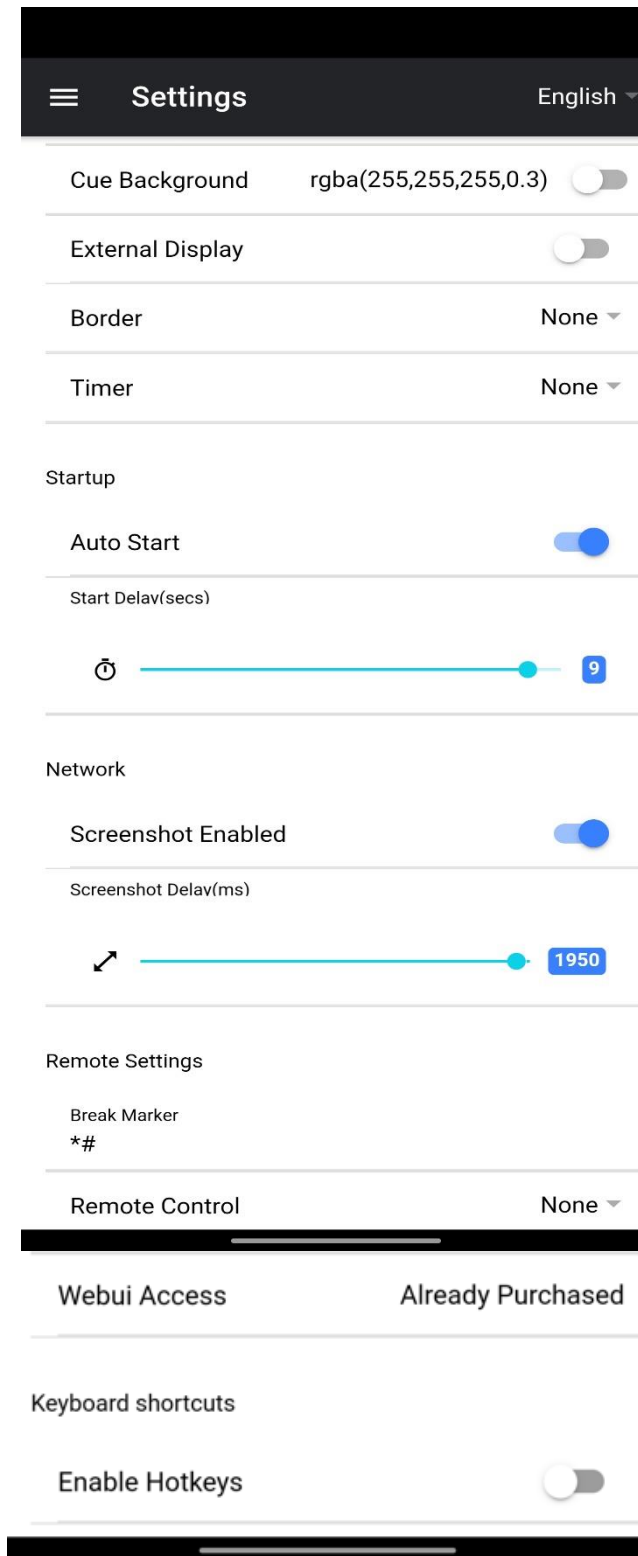 Settings English
Cue Background rgba(255,255,255,0.3)
External Display
Border None
Timer None
Startup
Auto Start
Start Delay(secs)
9
Network
Screenshot Enabled
Screenshot Delay(ms)
1950
Remote Settings
Break Marker
*#
Remote Control None
Webui Access Already Purchased
Keyboard shortcuts
Enable Hotkeys